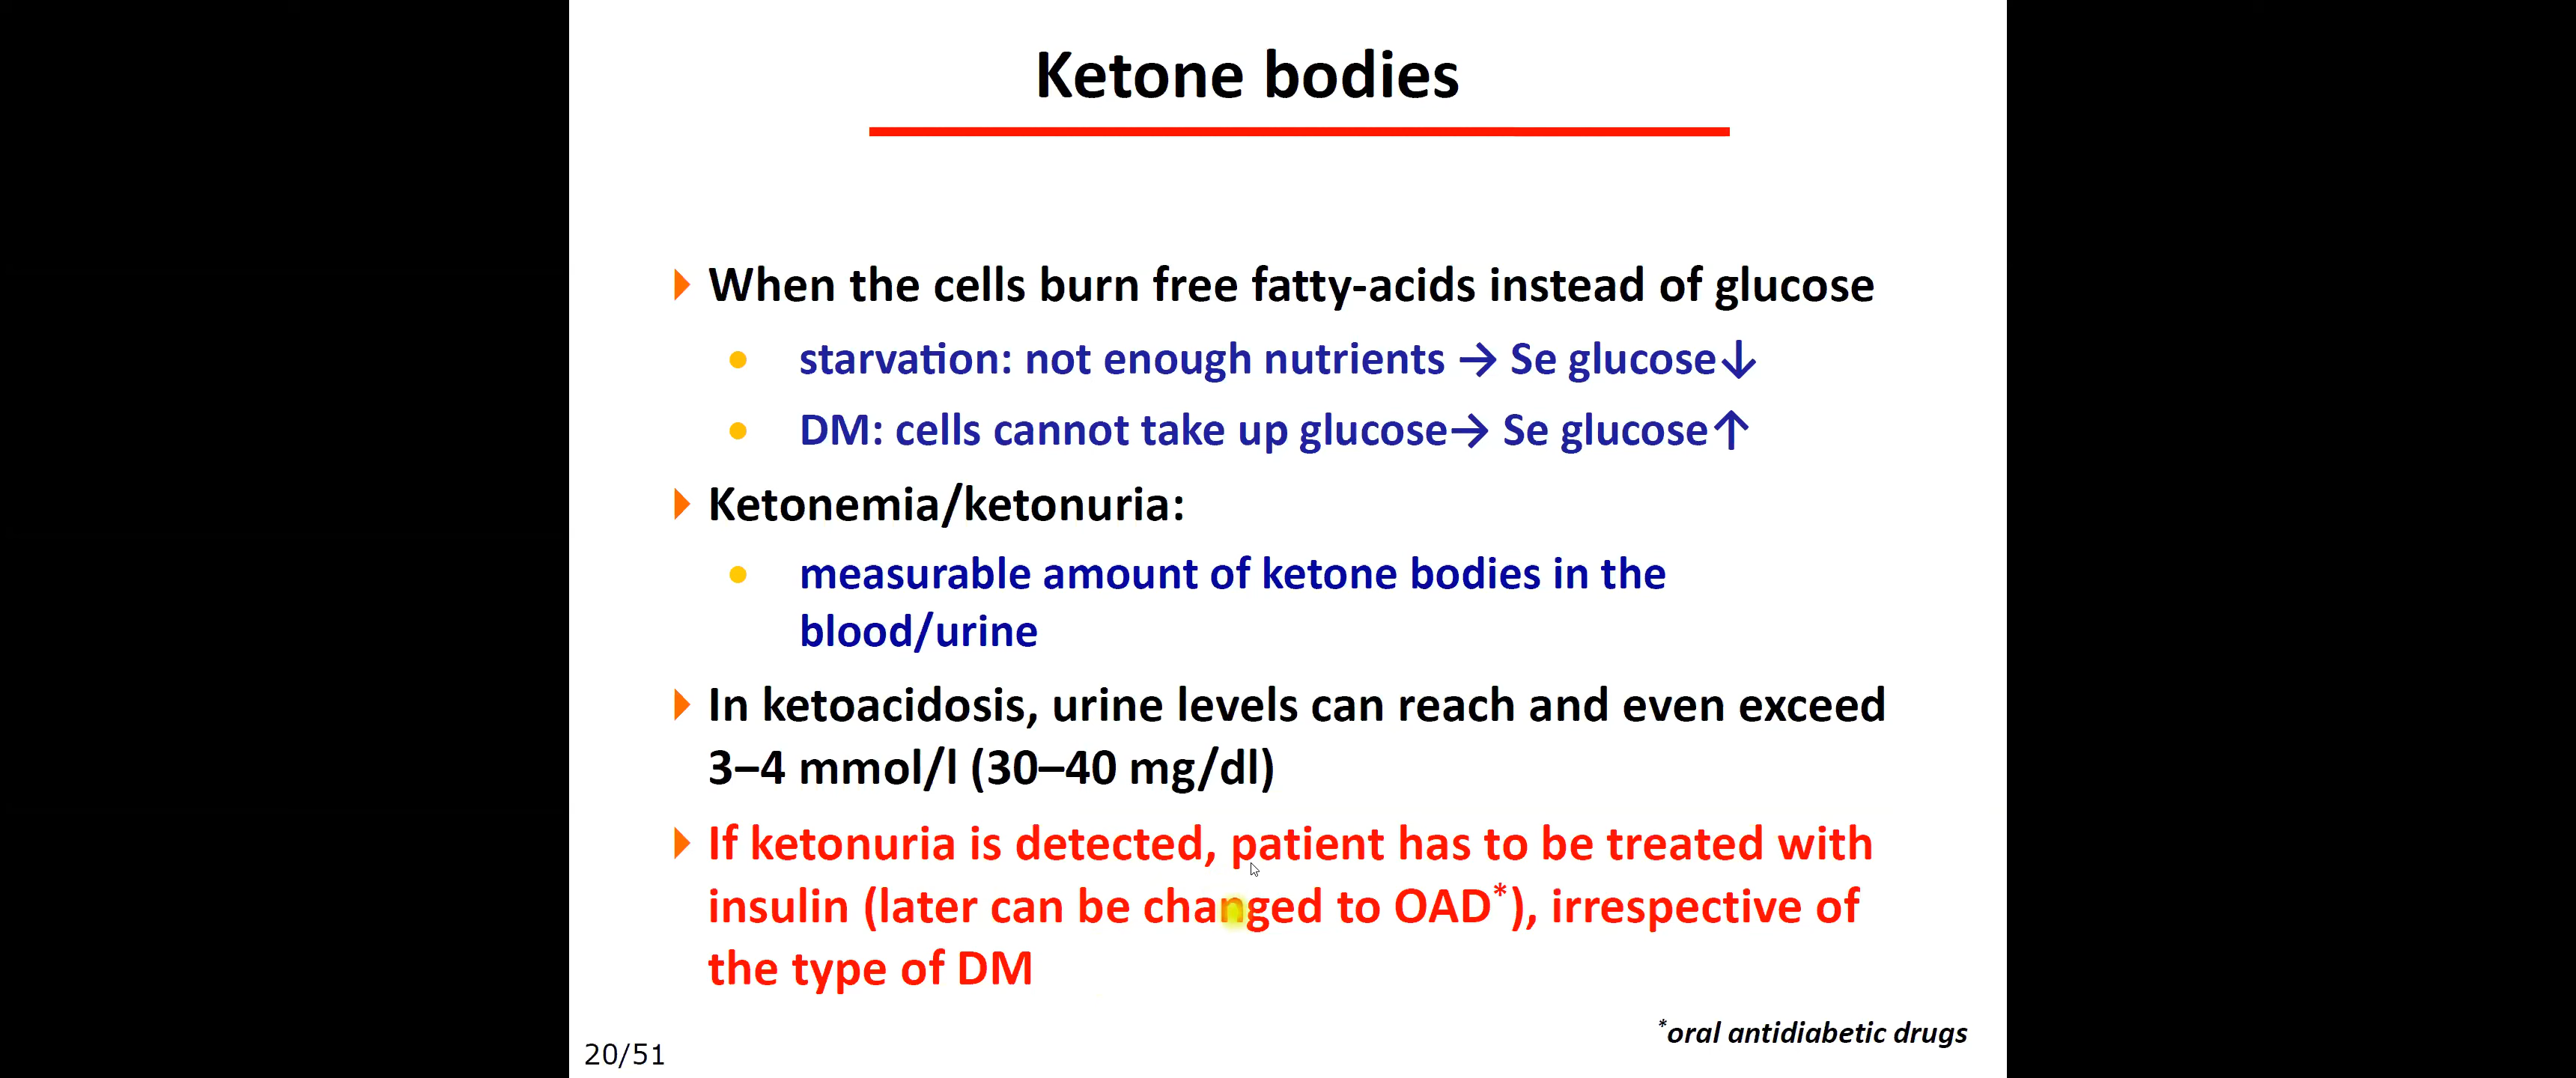 Ketone bodies
When the cells burn free fatty-acids instead of glucose
starvation: not enough nutrients → Se glucose↓
DM: cells cannot take up glucose→ Se glucose↑
Ketonemia/ketonuria:
measurable amount of ketone bodies in the
blood/urine
In ketoacidosis, urine levels can reach and even exceed
3–4 mmol/l (30–40 mg/dl)
If ketonuria is detected, patient has to be treated with
insulin (later can be changed to OAD*), irrespective of
the type of DM
*oral antidiabetic drugs
20/51